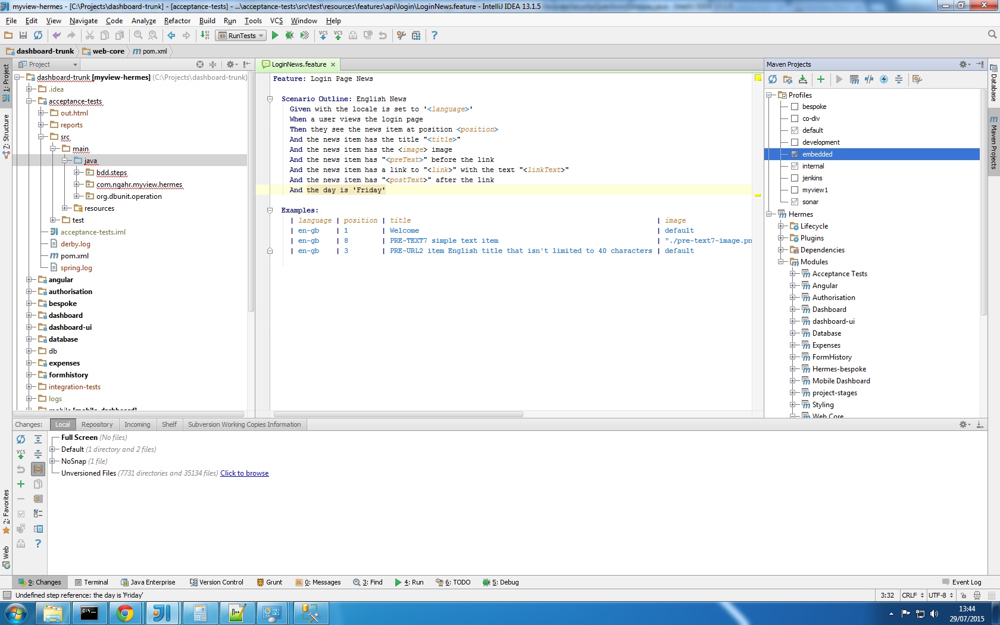 myview-hermes - [C:\Projects\dashboard-trunk] - [acceptance-tests] - ...\acceptance-tests\src\test\resources\features\api\login\LoginNews.feature - IntelliJ IDEA 13.1.5
File Edit View Navigate Code Analyze Refactor Build Run Tools VCS Window Help
RunTests
dashboard-trunk web-core pom.xml
Project
LoginNews.feature
Maven Projects
1: Project
Z: Structure
2: Favorites
Web
dashboard-trunk [myview-hermes] (C:\Projects\dashboard-trunk)
.idea
acceptance-tests
out.html
reports
src
main
java
bdd.steps
com.ngahr.myview.hermes
org.dbunit.operation
resources
test
acceptance-tests.iml
derby.log
pom.xml
spring.log
angular
authorisation
bespoke
dashboard
dashboard-ui
database
db
expenses
formhistory
integration-tests
logs
mobile [mobile-dashboard]
Feature: Login Page News
Scenario Outline: English News
Given with the locale is set to '<language>'
When a user views the login page
Then they see the news item at position <position>
And the news item has the title "<title>"
And the news item has the <image> image
And the news item has "<preText>" before the link
And the news item has a link to "<link>" with the text "<linkText>"
And the news item has "<postText>" after the link
And the day is 'Friday'
Examples:
| language | position | title | image
| en-gb | 1 | Welcome | default
| en-gb | 8 | PRE-TEXT7 simple text item | "./pre-text7-image.pn
| en-gb | 3 | PRE-URL2 item English title that isn't limited to 40 characters | default
Profiles
bespoke
co-div
default
development
embedded
internal
jenkins
myview1
sonar
Hermes
Lifecycle
Plugins
Dependencies
Modules
Acceptance Tests
Angular
Authorisation
Dashboard
dashboard-ui
Database
Expenses
FormHistory
Hermes-bespoke
Mobile Dashboard
project-stages
Styling
Web Core
Database
Maven Projects
Changes: Local Repository Incoming Shelf Subversion Working Copies Information
Full Screen (No files)
Default (1 directory and 2 files)
NoSnap (1 file)
Unversioned Files (7731 directories and 35134 files) Click to browse
9: Changes Terminal Java Enterprise Version Control Grunt 0: Messages 3: Find 4: Run 6: TODO 5: Debug Event Log
Undefined step reference: the day is 'Friday' 3:32 CRLF UTF-8
13:44
29/07/2015